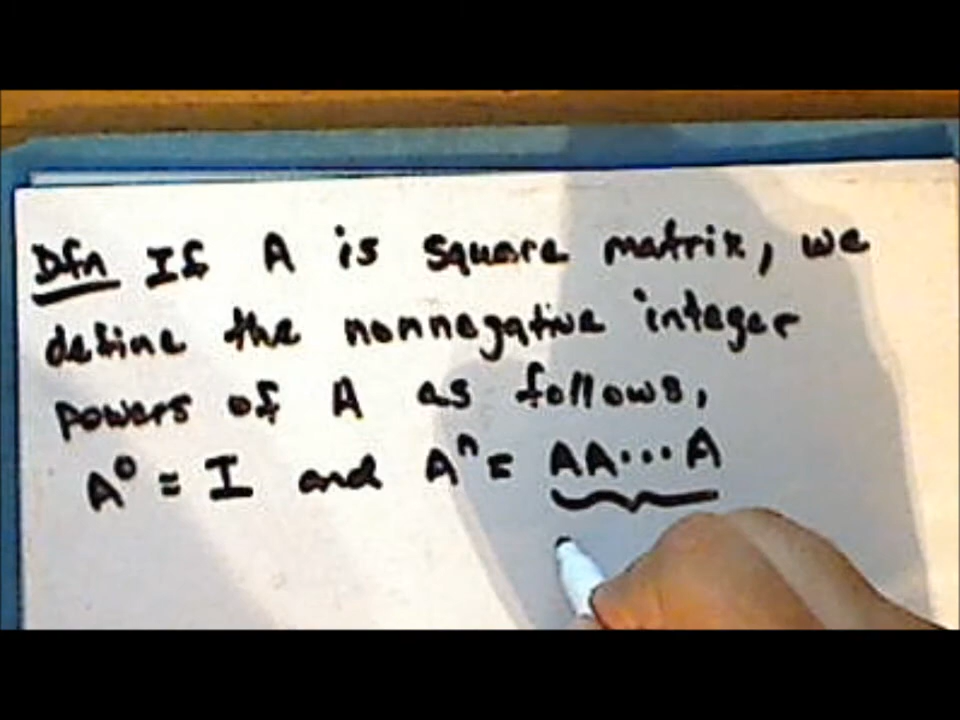 Dfn If A is square matrix, we
define the nonnegative integer
powers of A as follows,
A⁰ = I and Aⁿ = AA···A